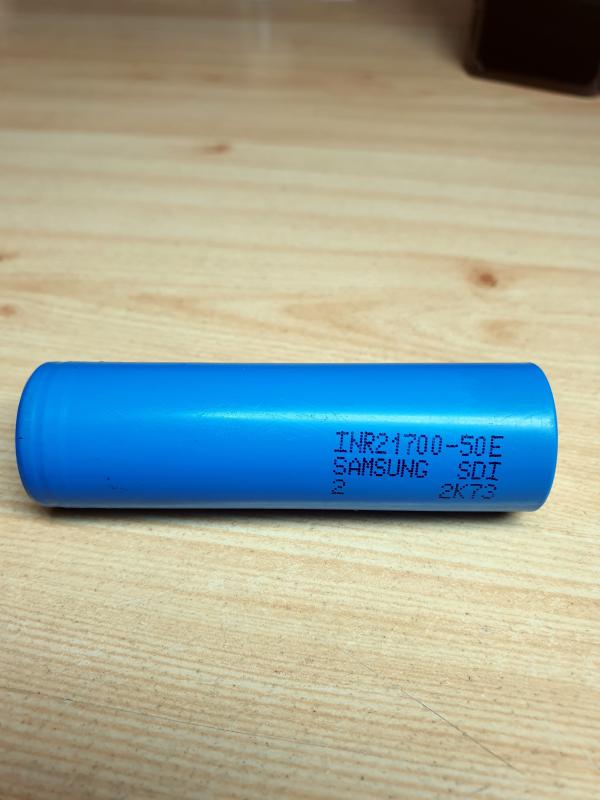 INR21700-50E
SAMSUNG SDI
2 2K73